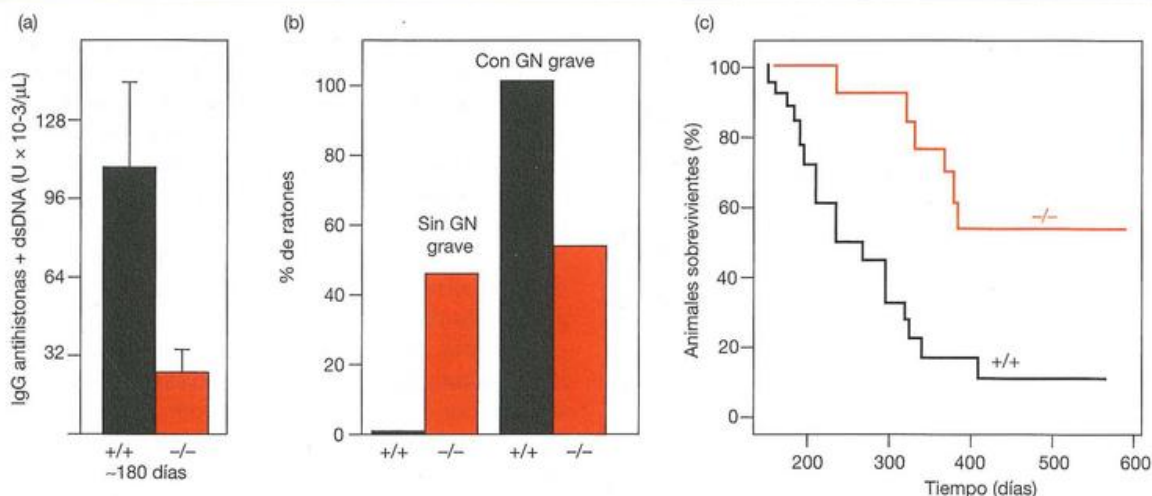 (a)
IgG antihistonas + dsDNA (U × 10-3/µL)
128
96
64
32
+/+
−/−
~180 días
(b)
% de ratones
100
80
60
40
20
0
Sin GN
grave
Con GN grave
+/+
−/−
+/+
−/−
(c)
Animales sobrevivientes (%)
100
80
60
40
20
0
−/−
+/+
200
300
400
500
600
Tiempo (días)